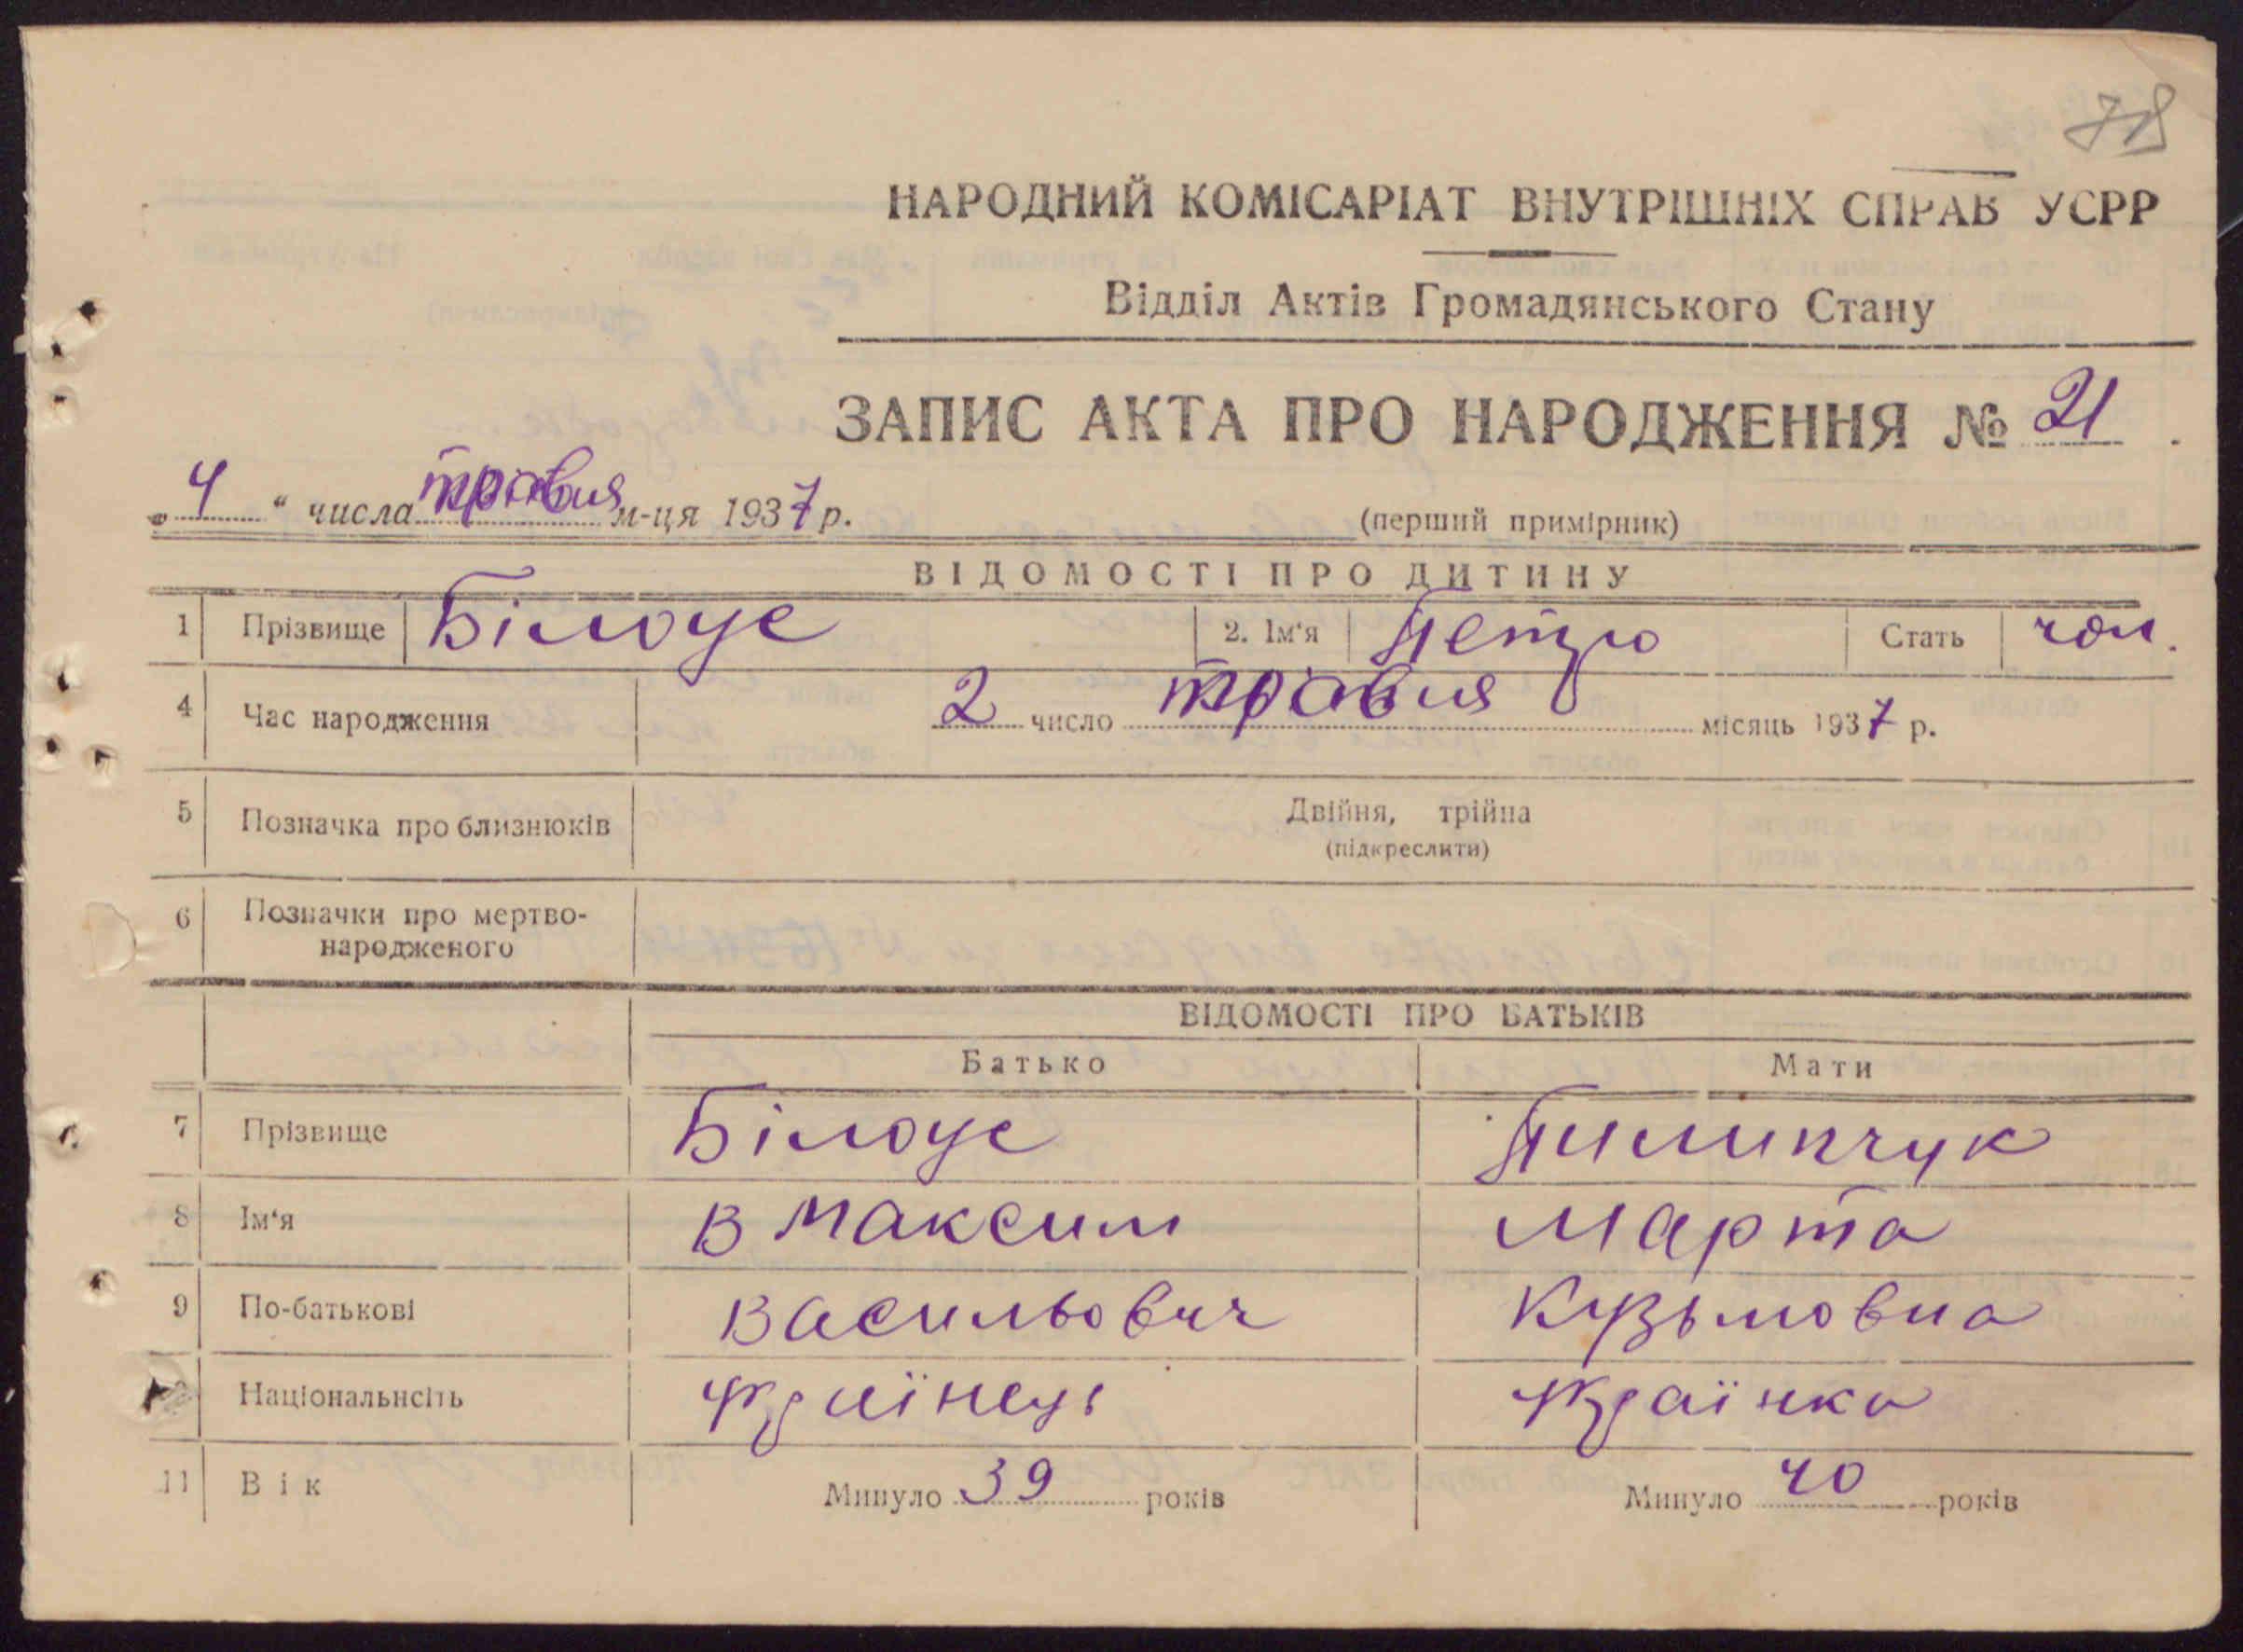 78
НАРОДНИЙ КОМІСАРІАТ ВНУТРІШНІХ СПРАВ УСРР
Відділ Актів Громадянського Стану
ЗАПИС АКТА ПРО НАРОДЖЕННЯ № 21.
„4“ числа травня м-ця 1937 р. (перший примірник)
ВІДОМОСТІ ПРО ДИТИНУ
1 Прізвище Білоус 2. Ім‘я Петро Стать чол.
4 Час народження 2 число травня місяць 1937 р.
5 Позначка про близнюків Двійня, трійна
(підкреслити)
6 Позначки про мертво-
народженого
ВІДОМОСТІ ПРО БАТЬКІВ
Батько Мати
7 Прізвище Білоус Пилипчук
8 Ім‘я В Максим Марта
9 По-батькові Васильович Кузьмовна
Національнсіть Українець Українка
11 Вік Минуло 39 років Минуло 40 років